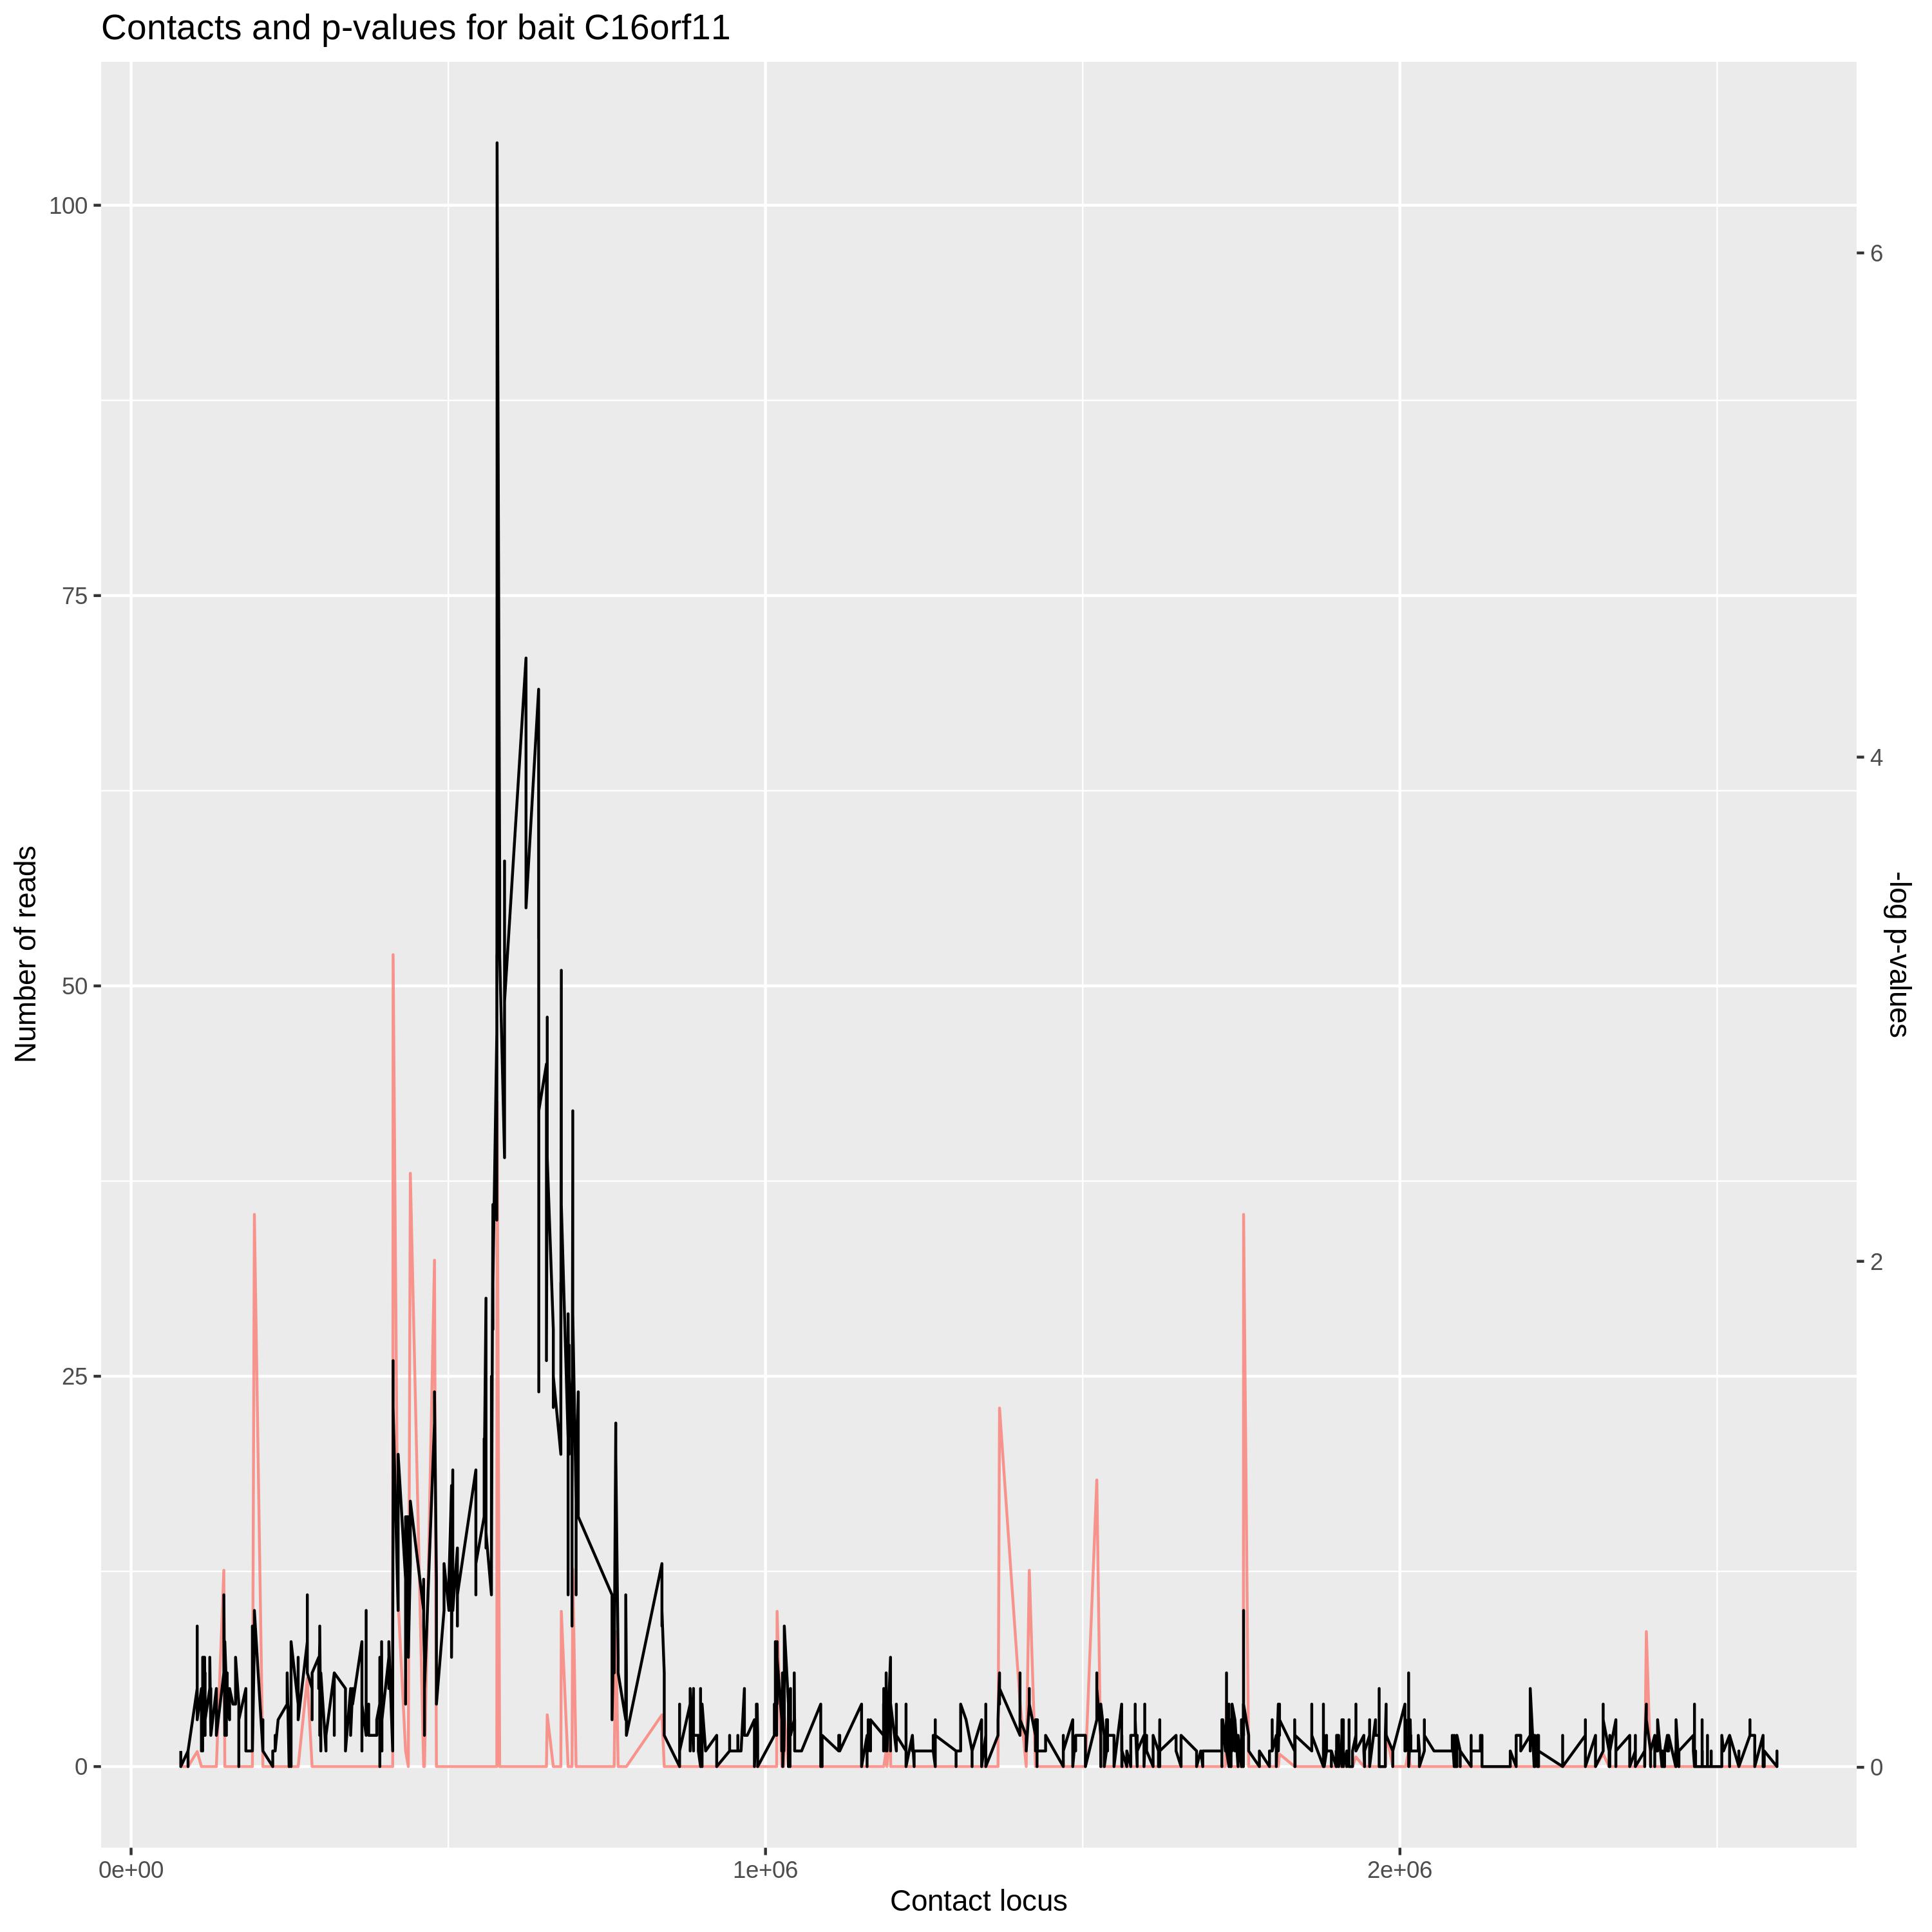 Contacts and p-values for bait C16orf11
100
75
50
25
0
Number of reads
6
4
2
0
-log p-values
0e+00
1e+06
2e+06
Contact locus